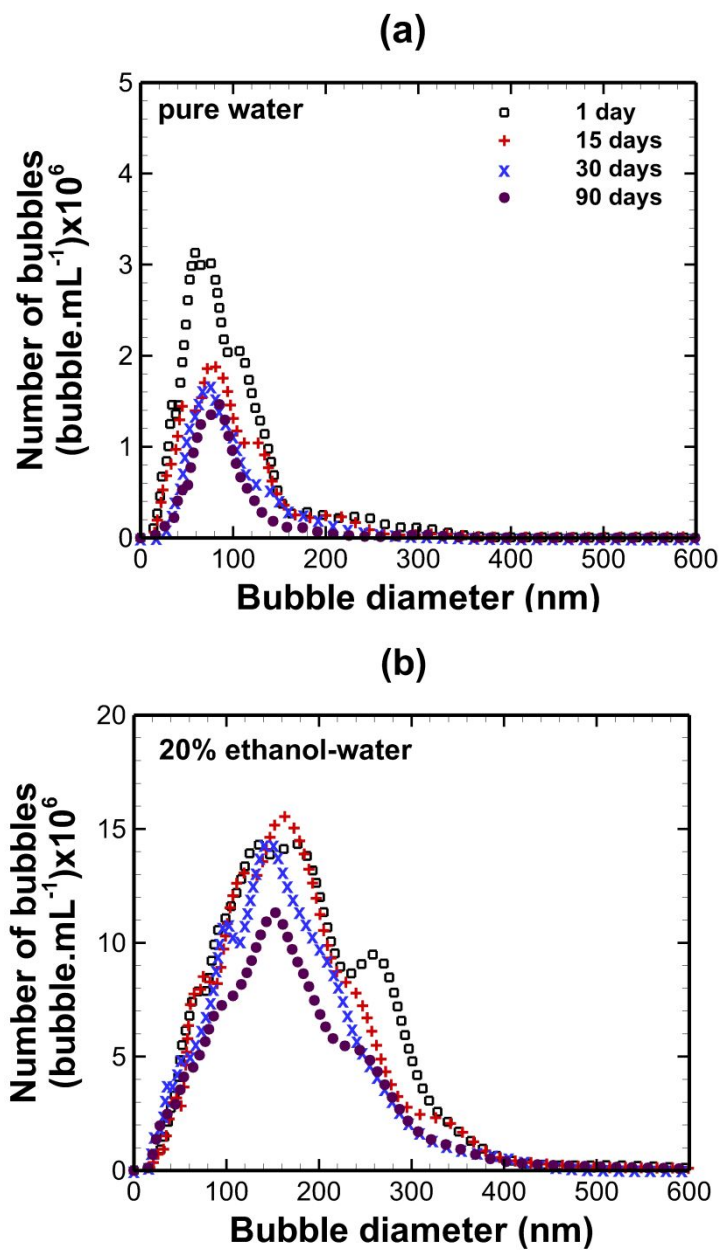 (a)
5
4
3
2
1
0
Number of bubbles
(bubble.mL⁻¹)x10⁶
pure water
1 day
15 days
30 days
90 days
0 100 200 300 400 500 600
Bubble diameter (nm)
(b)
20
15
10
5
0
Number of bubbles
(bubble.mL⁻¹)x10⁶
20% ethanol-water
0 100 200 300 400 500 600
Bubble diameter (nm)